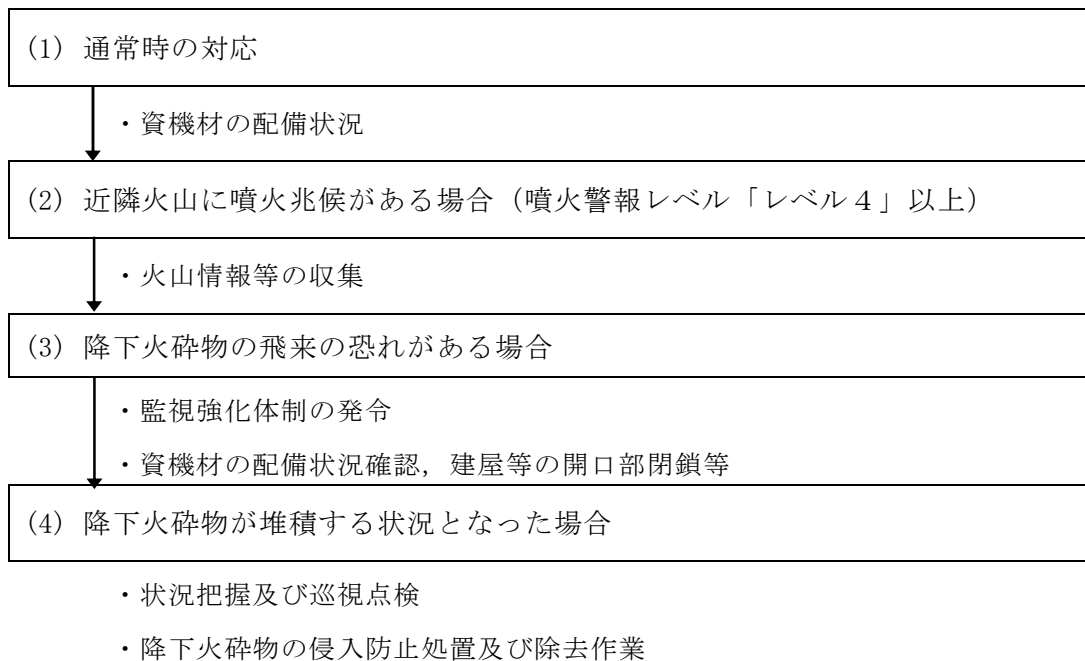 (1) 通常時の対応
・資機材の配備状況
(2) 近隣火山に噴火兆候がある場合（噴火警報レベル「レベル４」以上）
・火山情報等の収集
(3) 降下火砕物の飛来の恐れがある場合
・監視強化体制の発令
・資機材の配備状況確認，建屋等の開口部閉鎖等
(4) 降下火砕物が堆積する状況となった場合
・状況把握及び巡視点検
・降下火砕物の侵入防止処置及び除去作業